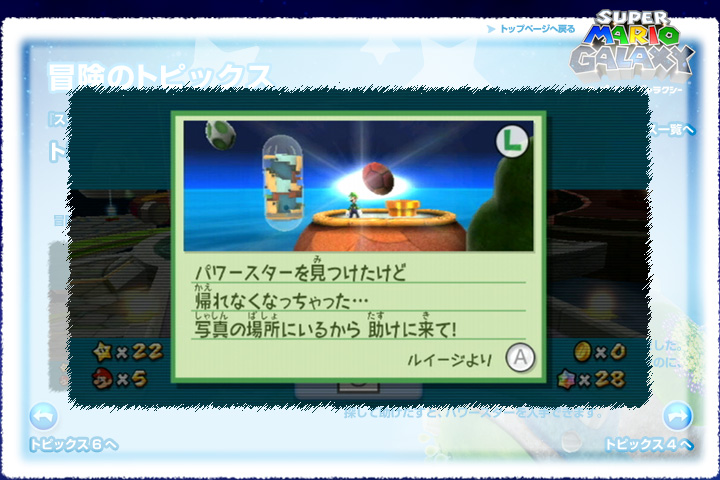 トップページへ戻る
SUPER
MARIO
GALAXY
冒険のトピックス
ス一覧へ
L
パワースターを見つけたけど
帰れなくなっちゃった…
写真の場所にいるから 助けに来て!
ルイージより
A
×22
×0
×5
×28
トピックス6へ
トピックス4へ